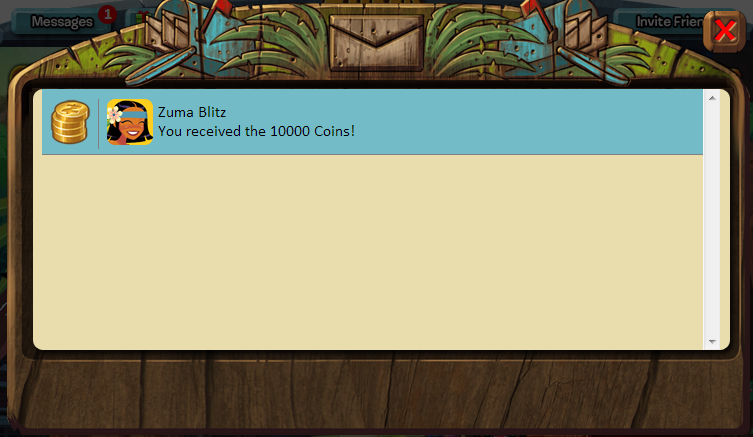 Messages
1
Invite Frien
Zuma Blitz
You received the 10000 Coins!